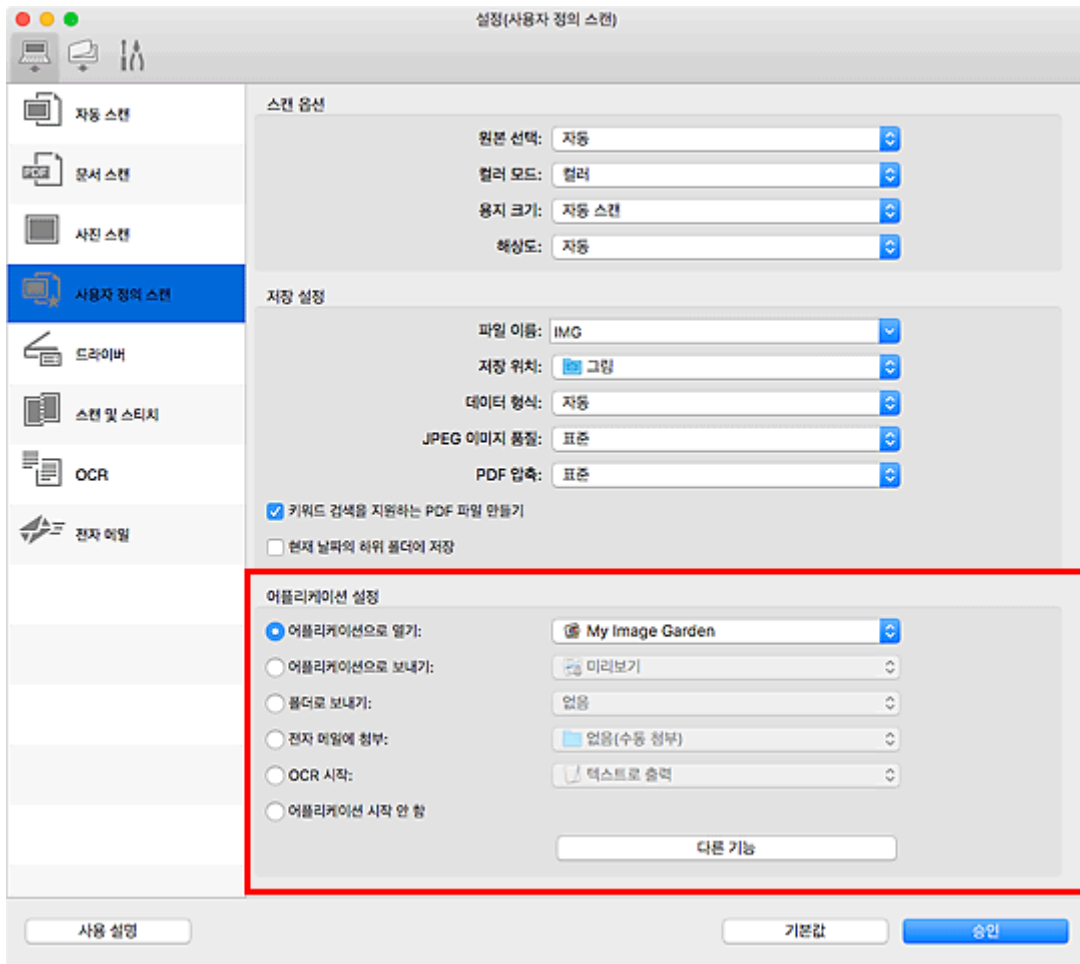 설정(사용자 정의 스캔)
자동 스캔
PDF
문서 스캔
사진 스캔
사용자 정의 스캔
드라이버
스캔 및 스티치
OCR
전자 메일
스캔 옵션
원본 선택: 자동
컬러 모드: 컬러
용지 크기: 자동 스캔
해상도: 자동
저장 설정
파일 이름: IMG
저장 위치: 그림
데이터 형식: 자동
JPEG 이미지 품질: 표준
PDF 압축: 표준
키워드 검색을 지원하는 PDF 파일 만들기
현재 날짜의 하위 폴더에 저장
어플리케이션 설정
어플리케이션으로 열기: My Image Garden
어플리케이션으로 보내기: 미리보기
폴더로 보내기: 없음
전자 메일에 첨부: 없음(수동 첨부)
OCR 시작: 텍스트로 출력
어플리케이션 시작 안 함
다른 기능
사용 설명
기본값
승인